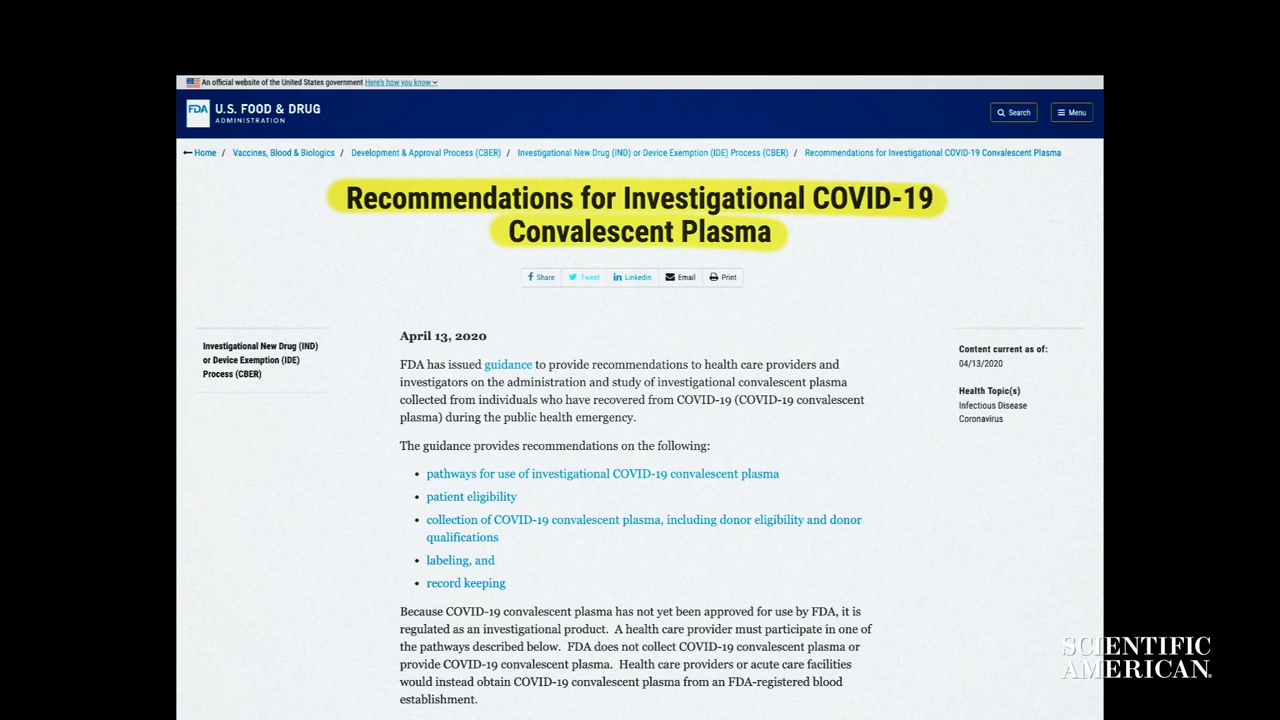 An official website of the United States government Here's how you know
FDA U.S. FOOD & DRUG
ADMINISTRATION
Search
Menu
Home / Vaccines, Blood & Biologics / Development & Approval Process (CBER) / Investigational New Drug (IND) or Device Exemption (IDE) Process (CBER) / Recommendations for Investigational COVID-19 Convalescent Plasma
Recommendations for Investigational COVID-19
Convalescent Plasma
Share Tweet Linkedin Email Print
Investigational New Drug (IND)
or Device Exemption (IDE)
Process (CBER)
April 13, 2020
FDA has issued guidance to provide recommendations to health care providers and
investigators on the administration and study of investigational convalescent plasma
collected from individuals who have recovered from COVID-19 (COVID-19 convalescent
plasma) during the public health emergency.
The guidance provides recommendations on the following:
• pathways for use of investigational COVID-19 convalescent plasma
• patient eligibility
• collection of COVID-19 convalescent plasma, including donor eligibility and donor
qualifications
• labeling, and
• record keeping
Because COVID-19 convalescent plasma has not yet been approved for use by FDA, it is
regulated as an investigational product. A health care provider must participate in one of
the pathways described below. FDA does not collect COVID-19 convalescent plasma or
provide COVID-19 convalescent plasma. Health care providers or acute care facilities
would instead obtain COVID-19 convalescent plasma from an FDA-registered blood
establishment.
Content current as of:
04/13/2020
Health Topic(s)
Infectious Disease
Coronavirus
SCIENTIFIC
AMERICAN®